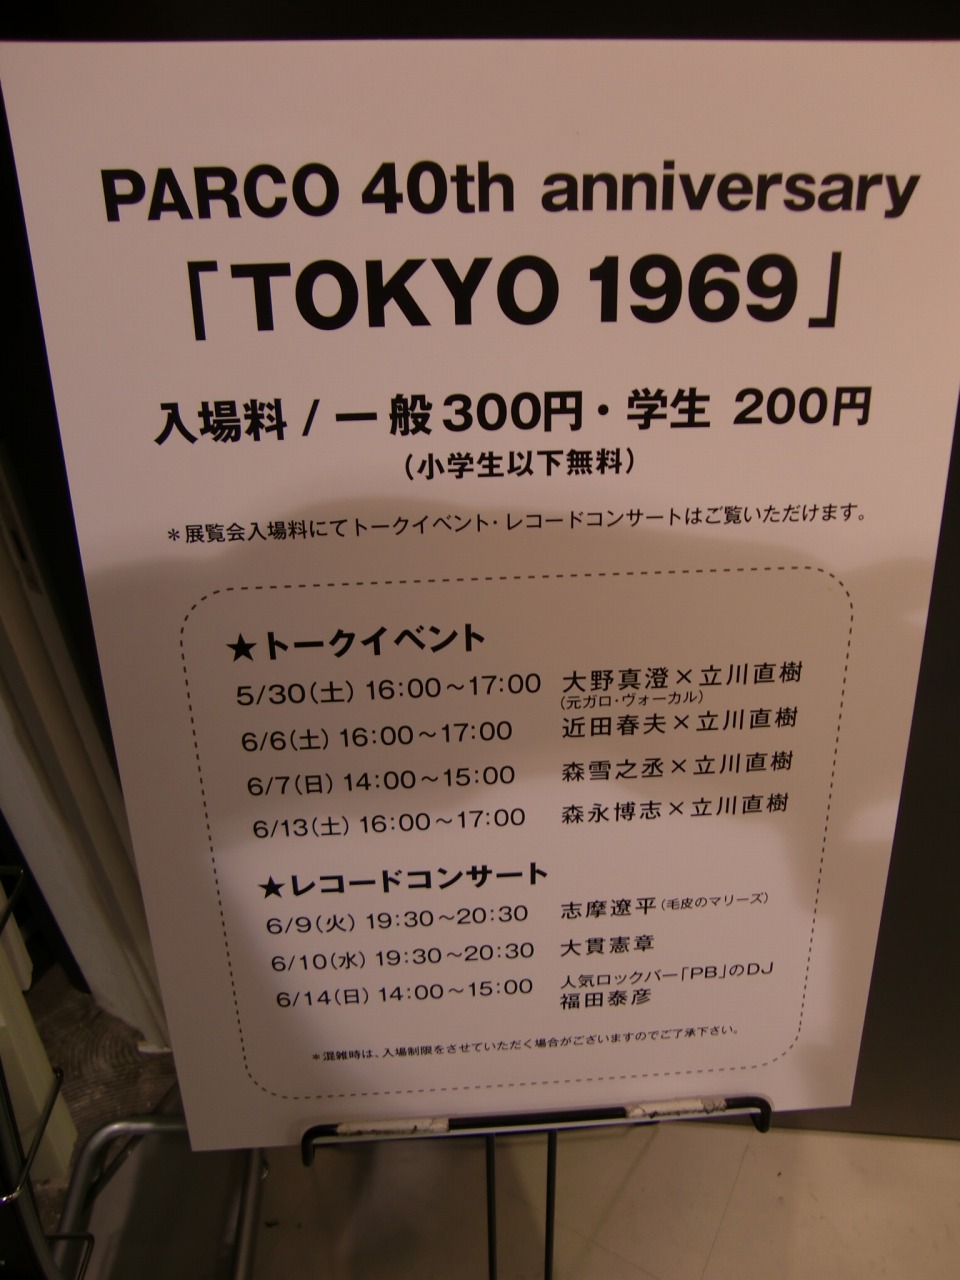 PARCO 40th anniversary
「TOKYO 1969」
入場料 / 一般 300円・学生 200円
(小学生以下無料)
＊展覧会入場料にてトークイベント・レコードコンサートはご覧いただけます。
★トークイベント
5/30(土) 16:00～17:00 大野真澄×立川直樹
(元ガロ・ヴォーカル)
6/6(土) 16:00～17:00 近田春夫×立川直樹
6/7(日) 14:00～15:00 森雪之丞×立川直樹
6/13(土) 16:00～17:00 森永博志×立川直樹
★レコードコンサート
6/9(火) 19:30～20:30 志摩遼平(毛皮のマリーズ)
6/10(水) 19:30～20:30 大貫憲章
6/14(日) 14:00～15:00 人気ロックバー「PB」のDJ
福田泰彦
＊混雑時は、入場制限をさせていただく場合がございますのでご了承下さい。